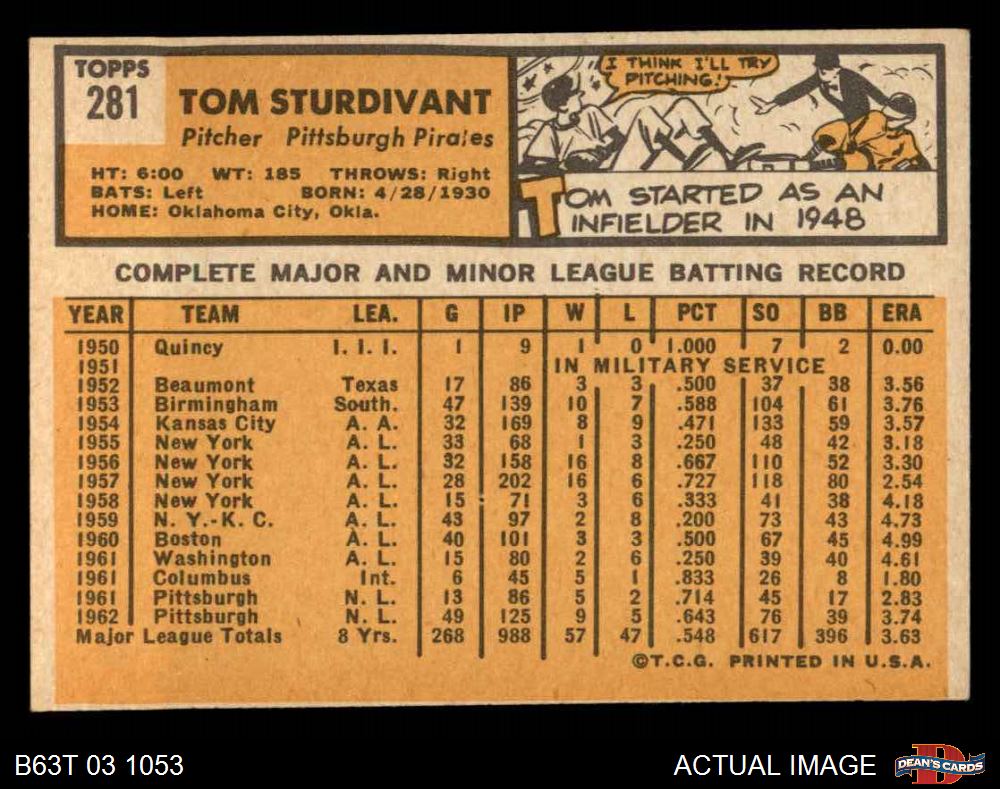 TOPPS
281
TOM STURDIVANT
Pitcher Pittsburgh Pirates
HT: 6:00 WT: 185 THROWS: Right
BATS: Left BORN: 4/28/1930
HOME: Oklahoma City, Okla.
I THINK I'LL TRY
PITCHING!
TOM STARTED AS AN
INFIELDER IN 1948
COMPLETE MAJOR AND MINOR LEAGUE BATTING RECORD
YEAR TEAM LEA. G IP W L PCT SO BB ERA
1950 Quincy I. I. I. 1 9 1 0 1.000 7 2 0.00
1951 IN MILITARY SERVICE
1952 Beaumont Texas 17 86 3 3 .500 37 38 3.56
1953 Birmingham South. 47 139 10 7 .588 104 61 3.76
1954 Kansas City A. A. 32 169 8 9 .471 133 59 3.57
1955 New York A. L. 33 68 1 3 .250 48 42 3.18
1956 New York A. L. 32 158 16 8 .667 110 52 3.30
1957 New York A. L. 28 202 16 6 .727 118 80 2.54
1958 New York A. L. 15 71 3 6 .333 41 38 4.18
1959 N. Y.-K. C. A. L. 43 97 2 8 .200 73 43 4.73
1960 Boston A. L. 40 101 3 3 .500 67 45 4.99
1961 Washington A. L. 15 80 2 6 .250 39 40 4.61
1961 Columbus Int. 6 45 5 1 .833 26 8 1.80
1961 Pittsburgh N. L. 13 86 5 2 .714 45 17 2.83
1962 Pittsburgh N. L. 49 125 9 5 .643 76 39 3.74
Major League Totals 8 Yrs. 268 988 57 47 .548 617 396 3.63
©T.C.G. PRINTED IN U.S.A.
B63T 03 1053
ACTUAL IMAGE
D
DEAN'S CARDS